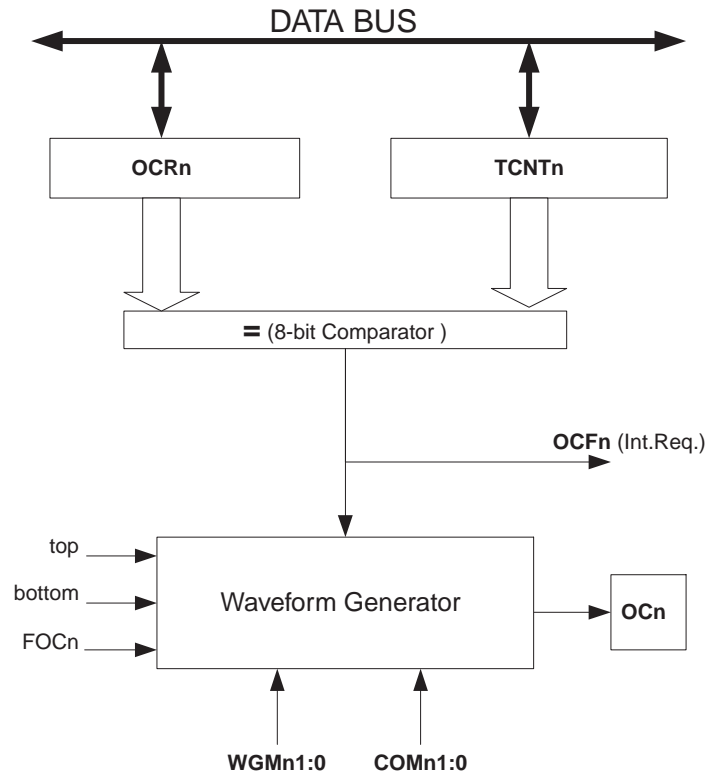 DATA BUS
OCRn
TCNTn
= (8-bit Comparator )
OCFn (Int.Req.)
top
bottom
FOCn
Waveform Generator
OCn
WGMn1:0
COMn1:0